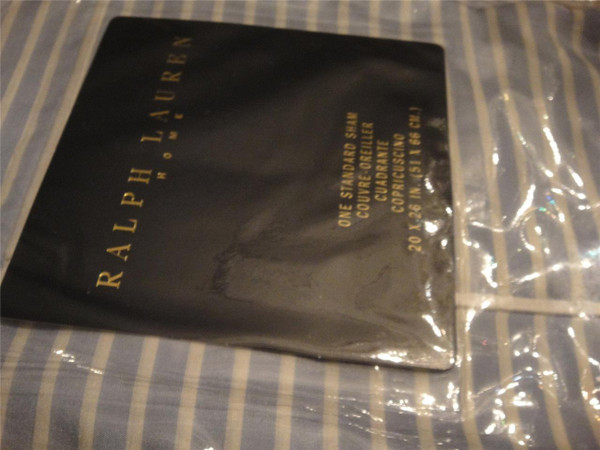 RALPH LAUREN
HOME
ONE STANDARD SHAM
COUVRE-OREILLER
CUADRANTE
COPRICUSCINO
20 X 26 IN. (51 X 66 CM.)